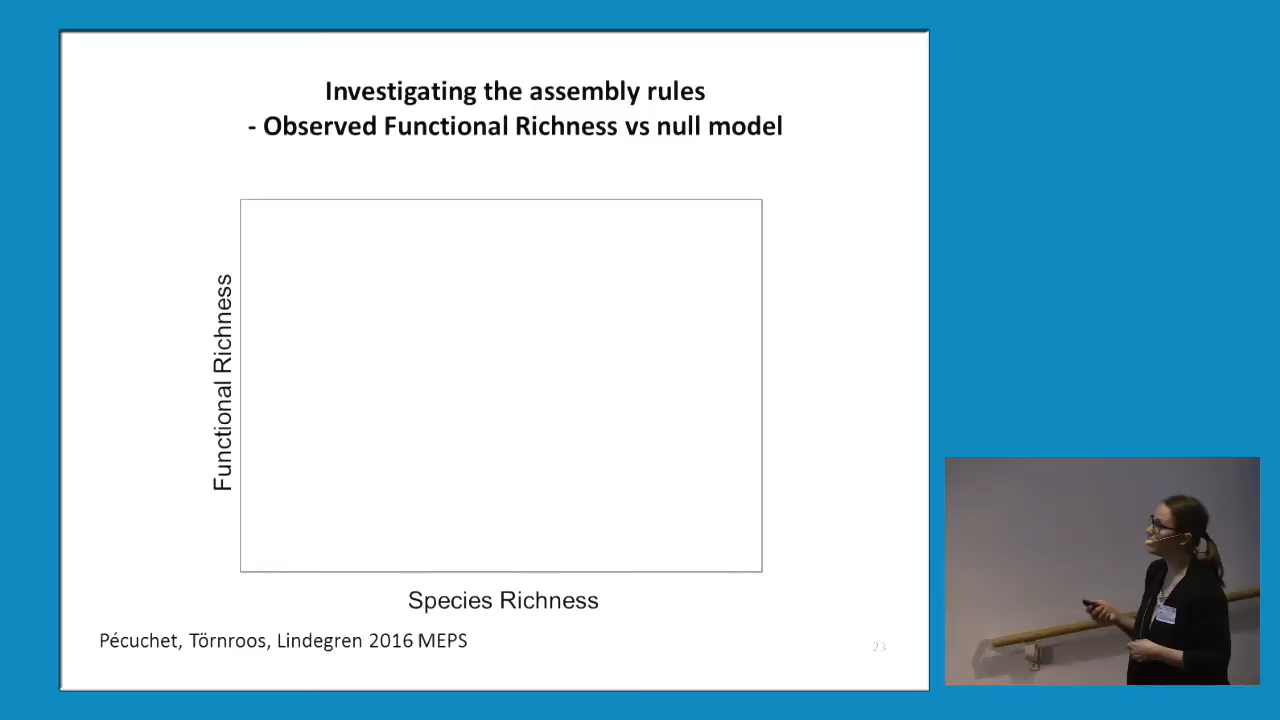 Investigating the assembly rules
- Observed Functional Richness vs null model
Functional Richness
Species Richness
Pécuchet, Törnroos, Lindegren 2016 MEPS
23